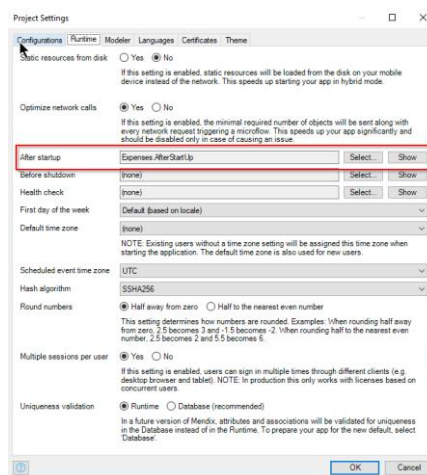 Project Settings
Configurations Runtime Modeler Languages Certificates Theme
Static resources from disk Yes No
If this setting is enabled, static resources will be loaded from the disk on your mobile
device instead of the network. This speeds up starting your app in hybrid mode.
Optimize network calls Yes No
If this setting is enabled, the minimal required number of objects will be sent along with
every network request triggering a microflow. This speeds up your app significantly and
should be disabled only in case of causing an issue.
After startup Expenses.AfterStartUp Select... Show
Before shutdown (none) Select... Show
Health check (none) Select... Show
First day of the week Default (based on locale)
Default time zone (none)
NOTE: Existing users without a time zone setting will be assigned this time zone when
starting the application. The default time zone is also used for new users.
Scheduled event time zone UTC
Hash algorithm SSHA256
Round numbers Half away from zero Half to the nearest even number
This setting determines how numbers are rounded. Examples: When rounding half away
from zero, 2.5 becomes 3 and -1.5 becomes -2. When rounding half to the nearest even
number, 2.5 becomes 2 and 5.5 becomes 6.
Multiple sessions per user Yes No
If this setting is enabled, users can sign in multiple times through different clients (e.g.
desktop browser and tablet). NOTE: In production this only works with licenses based on
concurrent users.
Uniqueness validation Runtime Database (recommended)
In a future version of Mendix, attributes and associations will be validated for uniqueness
in the Database instead of in the Runtime. To prepare your app for the new default, select
'Database'.
OK Cancel